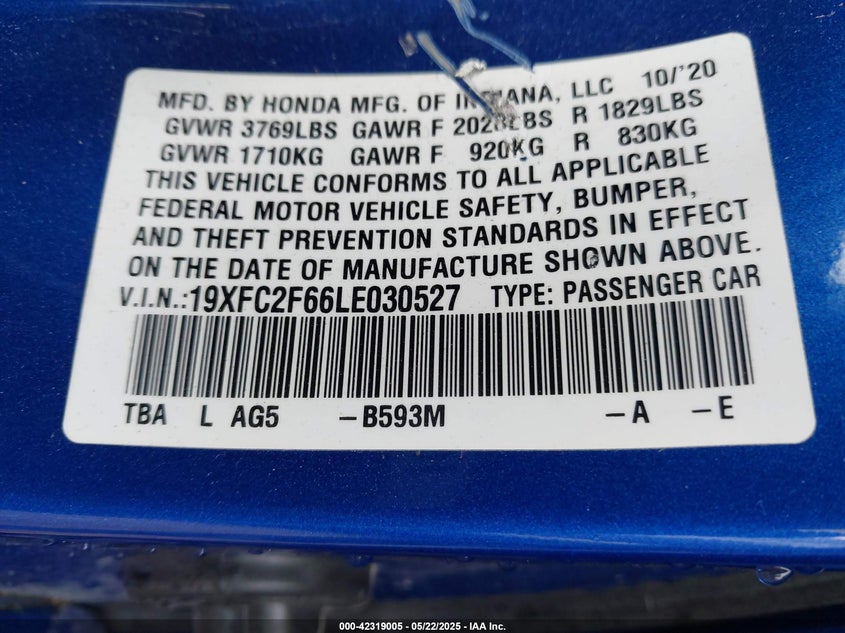 MFD. BY HONDA MFG. OF INDIANA, LLC 10/'20
GVWR 3769LBS GAWR F 2028LBS R 1829LBS
GVWR 1710KG GAWR F 920KG R 830KG
THIS VEHICLE CONFORMS TO ALL APPLICABLE
FEDERAL MOTOR VEHICLE SAFETY, BUMPER,
AND THEFT PREVENTION STANDARDS IN EFFECT
ON THE DATE OF MANUFACTURE SHOWN ABOVE.
V.I.N.:19XFC2F66LE030527 TYPE: PASSENGER CAR
TBA L AG5 –B593M –A –E
000-42319005 - 05/22/2025 - IAA Inc.